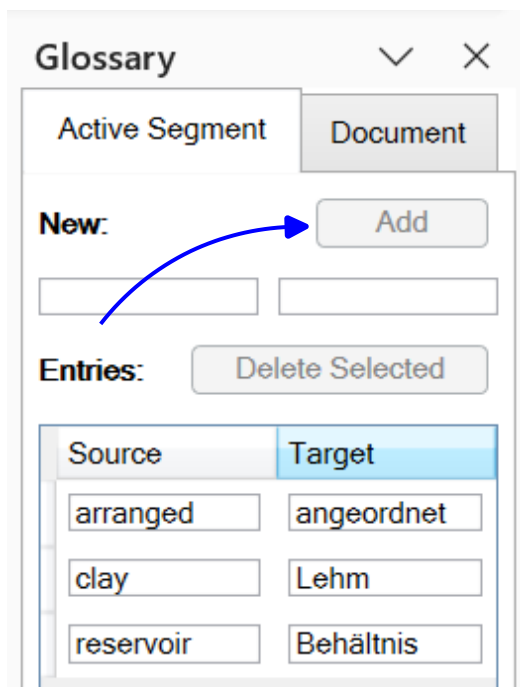 Glossary
Active Segment Document
New: Add
Entries: Delete Selected
Source Target
arranged angeordnet
clay Lehm
reservoir Behältnis